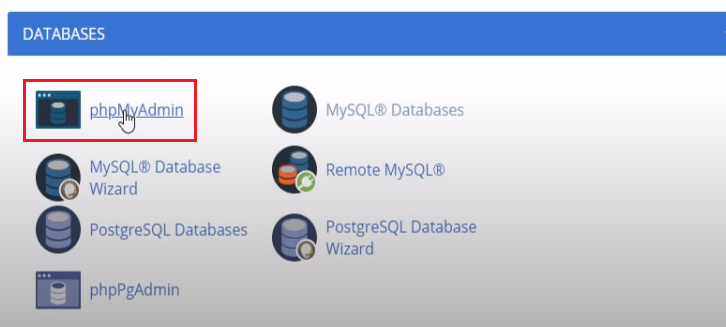 DATABASES
phpMyAdmin
MySQL® Databases
MySQL® Database
Wizard
Remote MySQL®
PostgreSQL Databases
PostgreSQL Database
Wizard
phpPgAdmin